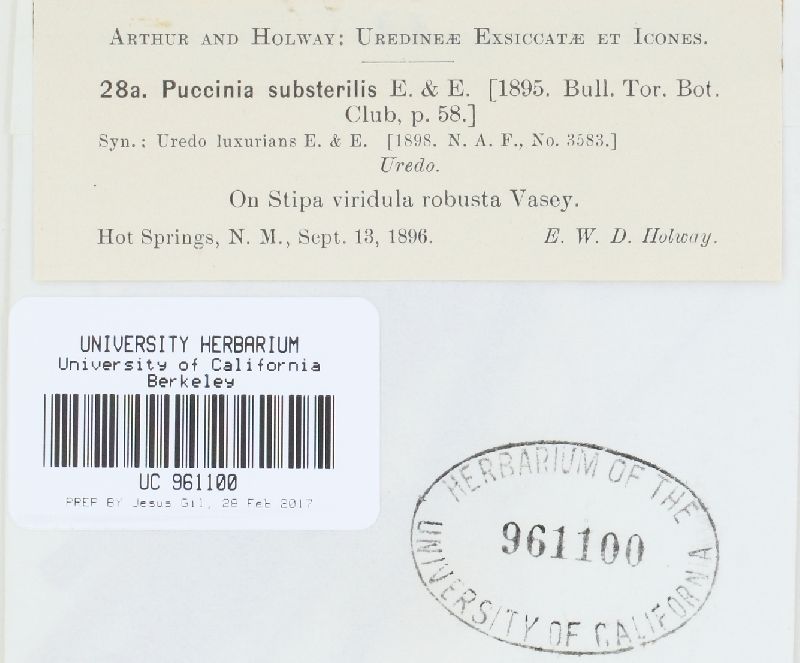 ARTHUR AND HOLWAY: UREDINEÆ EXSICCATÆ ET ICONES.
28a. Puccinia substerilis E. & E. [1895. Bull. Tor. Bot.
Club, p. 58.]
Syn.: Uredo luxurians E. & E. [1898. N. A. F., No. 3583.]
Uredo.
On Stipa viridula robusta Vasey.
Hot Springs, N. M., Sept. 13, 1896. E. W. D. Holway.
UNIVERSITY HERBARIUM
University of California
Berkeley
UC 961100
PREP BY Jesus Gil, 28 Feb 2017
HERBARIUM OF THE
961100
UNIVERSITY OF CALIFORNIA